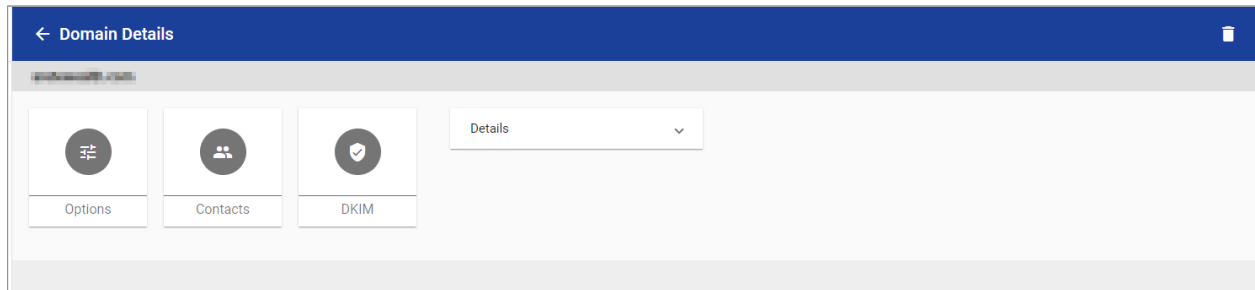 Domain Details
Details
Options
Contacts
DKIM